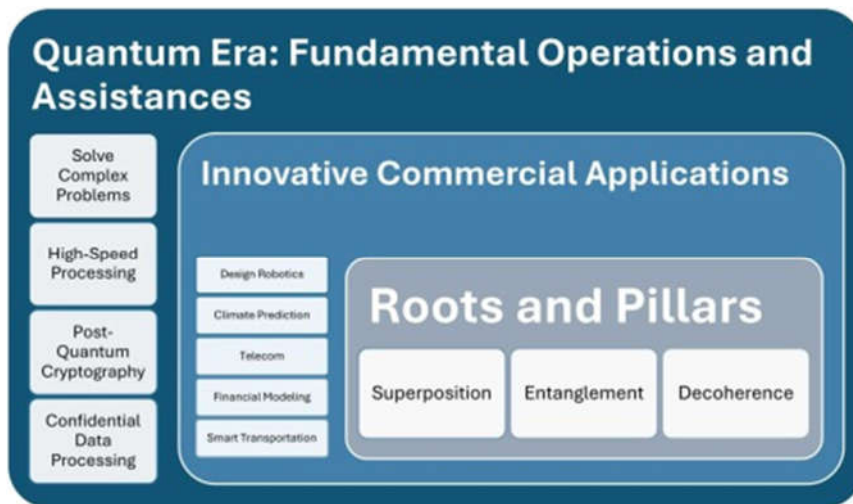 Quantum Era: Fundamental Operations and
Assistances
Solve
Complex
Problems
High-Speed
Processing
Post-
Quantum
Cryptography
Confidential
Data
Processing
Innovative Commercial Applications
Design Robotics
Climate Prediction
Telecom
Financial Modeling
Smart Transportation
Roots and Pillars
Superposition
Entanglement
Decoherence